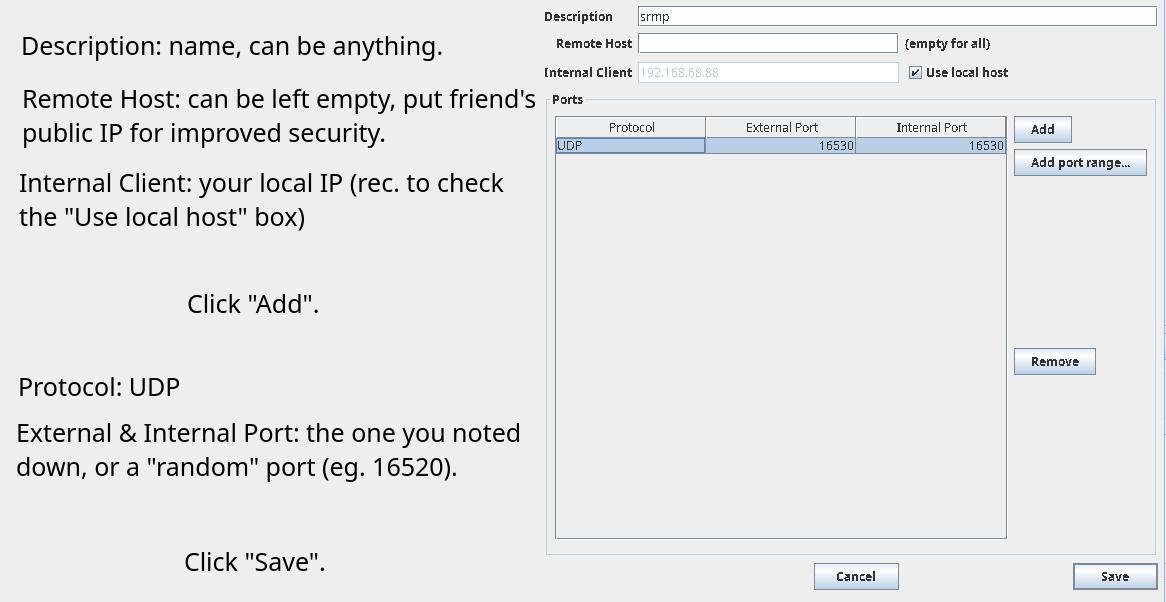 Description: name, can be anything.
Remote Host: can be left empty, put friend's
public IP for improved security.
Internal Client: your local IP (rec. to check
the "Use local host" box)
Click "Add".
Protocol: UDP
External & Internal Port: the one you noted
down, or a "random" port (eg. 16520).
Click "Save".
Description srmp
Remote Host (empty for all)
Internal Client 192.168.68.88 Use local host
Ports
Protocol External Port Internal Port
UDP 16530 16530
Add
Add port range...
Remove
Cancel Save